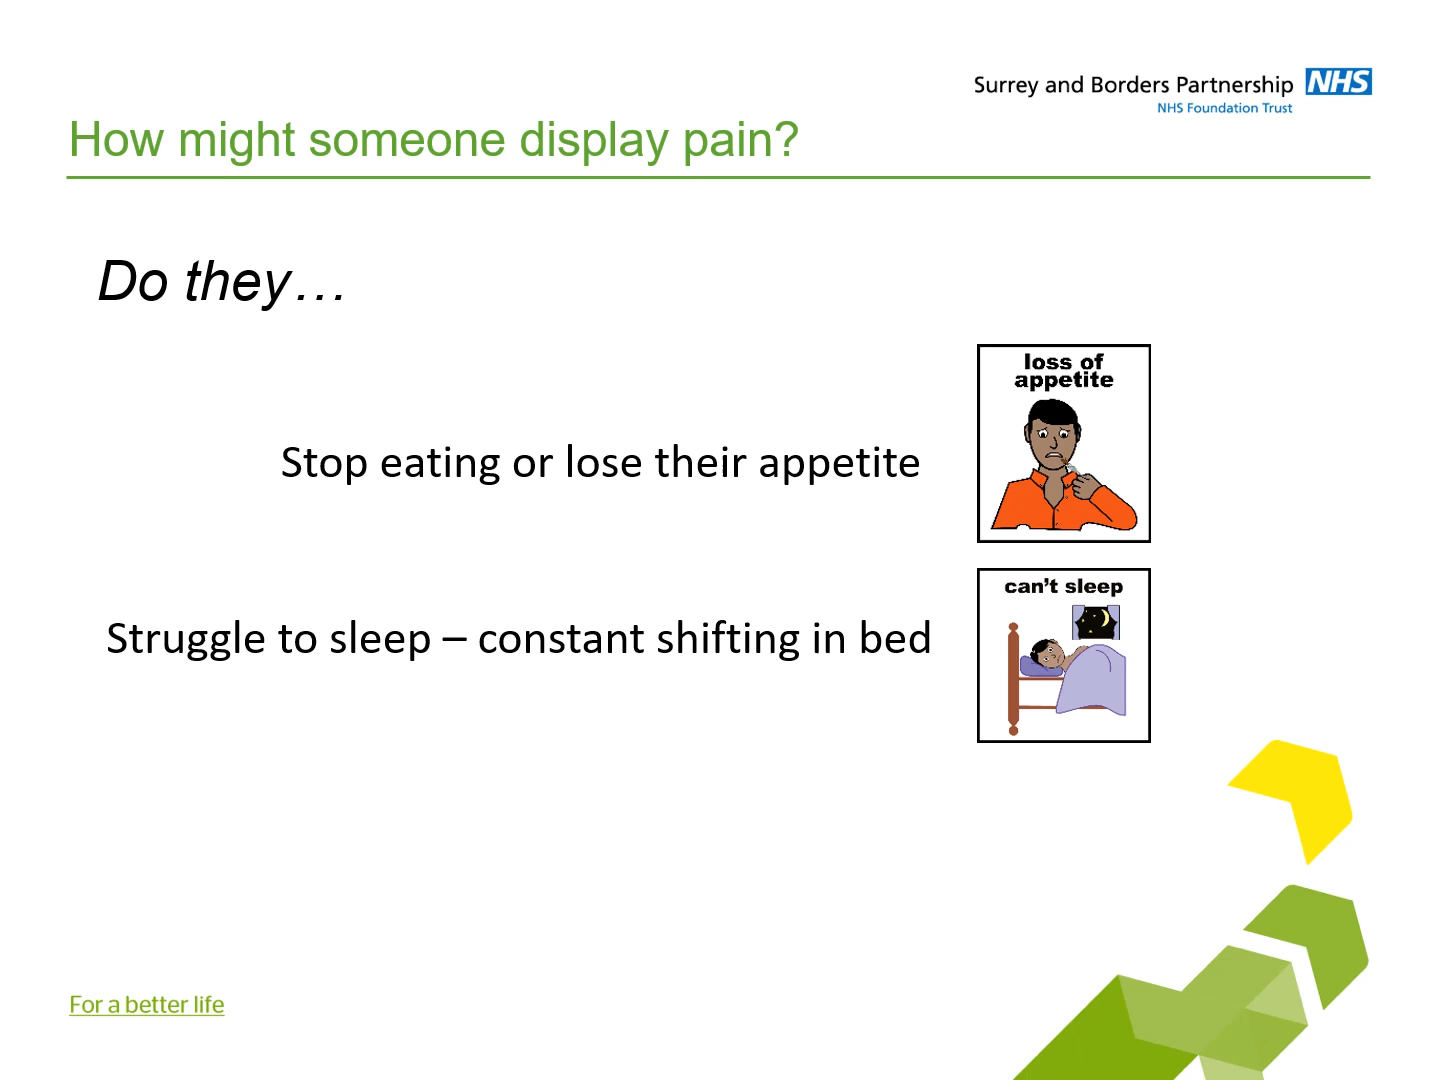 Surrey and Borders Partnership NHS
NHS Foundation Trust
How might someone display pain?
Do they…
loss of
appetite
Stop eating or lose their appetite
can't sleep
Struggle to sleep – constant shifting in bed
For a better life